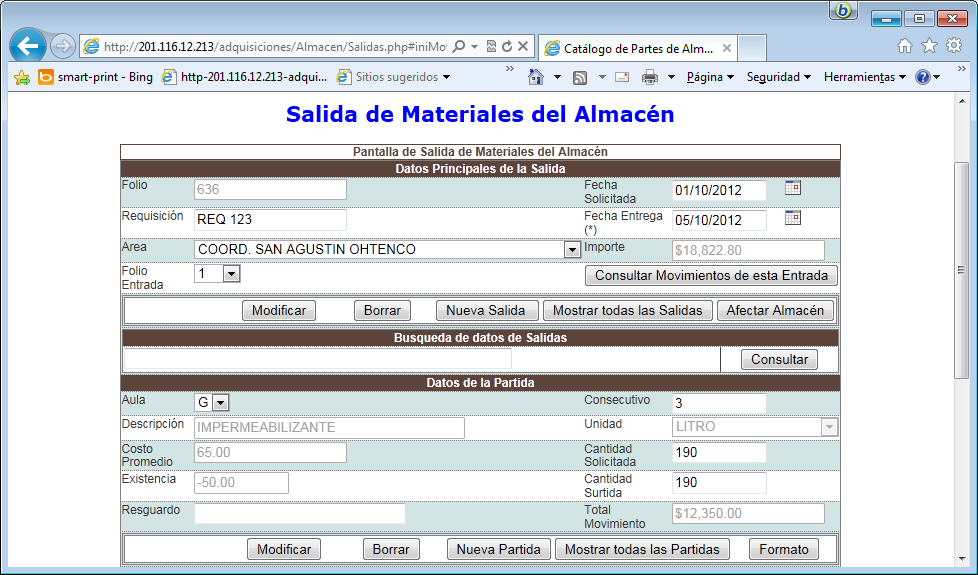 http://201.116.12.213/adquisiciones/Almacen/Salidas.php#iniMo
Catálogo de Partes de Alm...
smart-print - Bing
http-201.116.12.213-adqui...
Sitios sugeridos
Página
Seguridad
Herramientas
Salida de Materiales del Almacén
Pantalla de Salida de Materiales del Almacén
Datos Principales de la Salida
Folio
636
Fecha
Solicitada
01/10/2012
Requisición
REQ 123
Fecha Entrega
(*)
05/10/2012
Area
COORD. SAN AGUSTIN OHTENCO
Importe
$18,822.80
Folio
Entrada
1
Consultar Movimientos de esta Entrada
Modificar
Borrar
Nueva Salida
Mostrar todas las Salidas
Afectar Almacén
Busqueda de datos de Salidas
Consultar
Datos de la Partida
Aula
G
Consecutivo
3
Descripción
IMPERMEABILIZANTE
Unidad
LITRO
Costo
Promedio
65.00
Cantidad
Solicitada
190
Existencia
-50.00
Cantidad
Surtida
190
Resguardo
Total
Movimiento
$12,350.00
Modificar
Borrar
Nueva Partida
Mostrar todas las Partidas
Formato